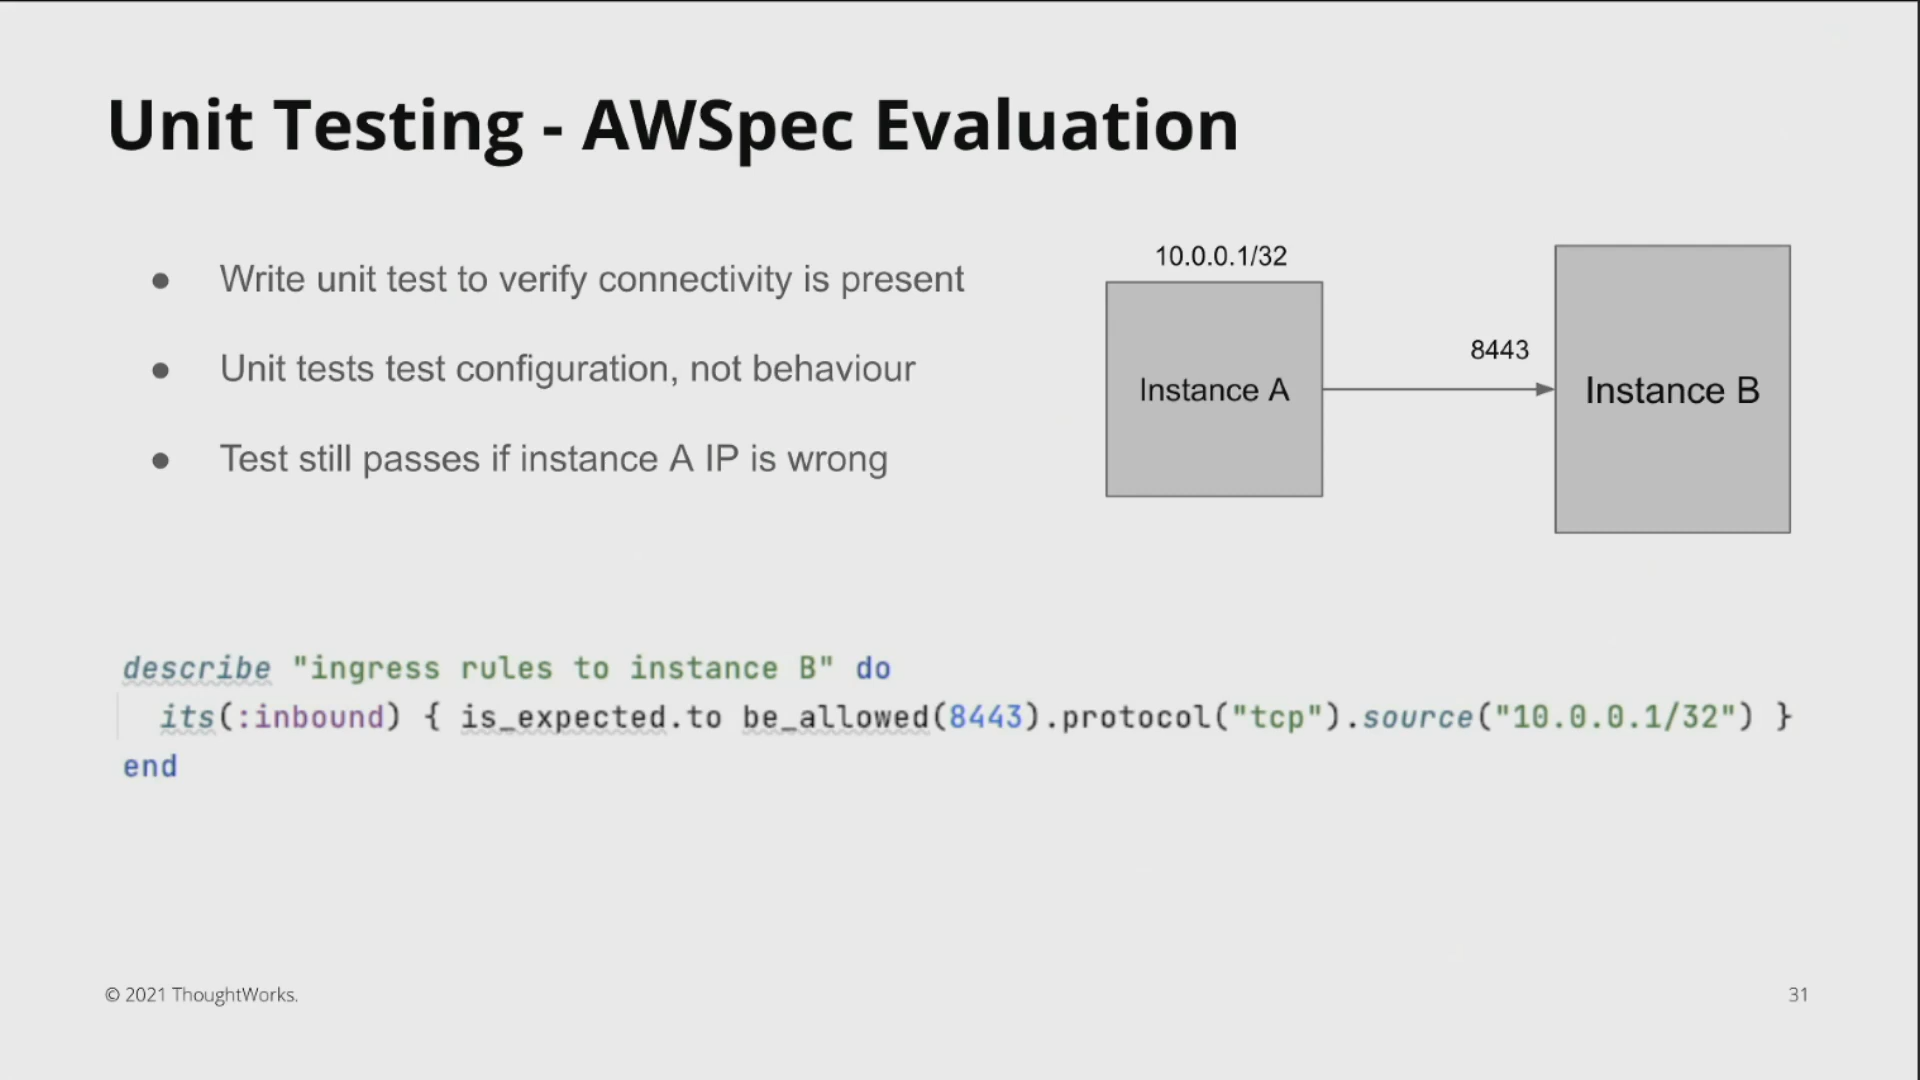 Unit Testing - AWSpec Evaluation
● Write unit test to verify connectivity is present
● Unit tests test configuration, not behaviour
● Test still passes if instance A IP is wrong
10.0.0.1/32
Instance A
8443
Instance B
describe "ingress rules to instance B" do
  its(:inbound) { is_expected.to be_allowed(8443).protocol("tcp").source("10.0.0.1/32") }
end
© 2021 ThoughtWorks.
31